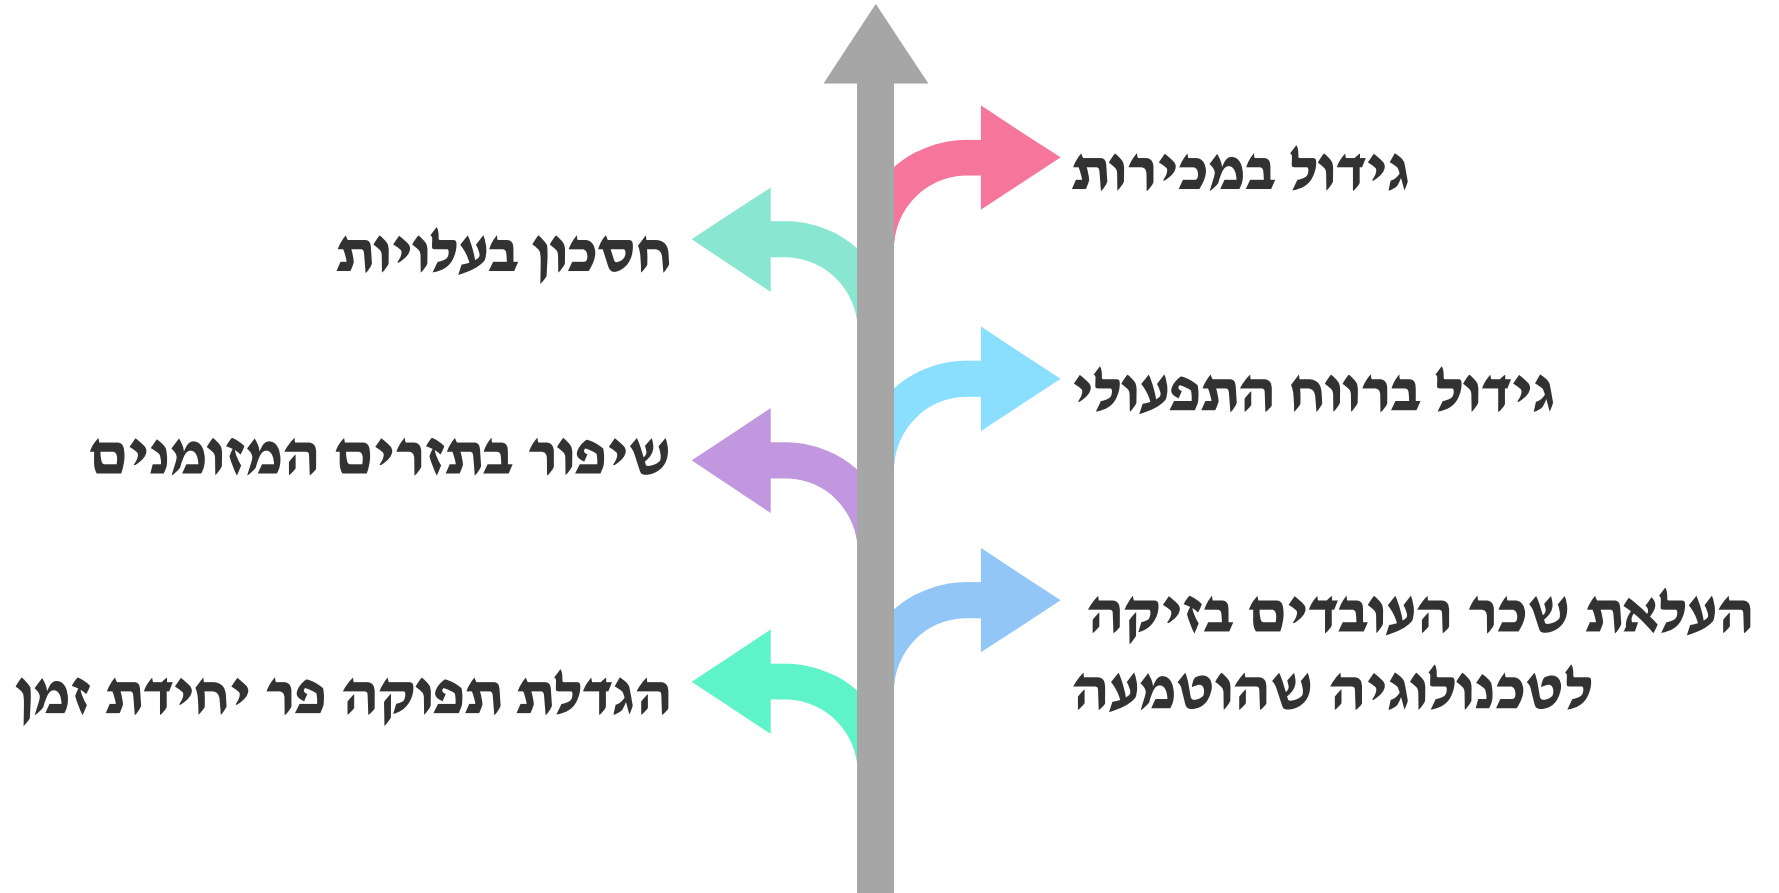 גידול במכירות
חסכון בעלויות
גידול ברווח התפעולי
שיפור בתזרים המזומנים
העלאת שכר העובדים בזיקה
לטכנולוגיה שהוטמעה
הגדלת תפוקה פר יחידת זמן